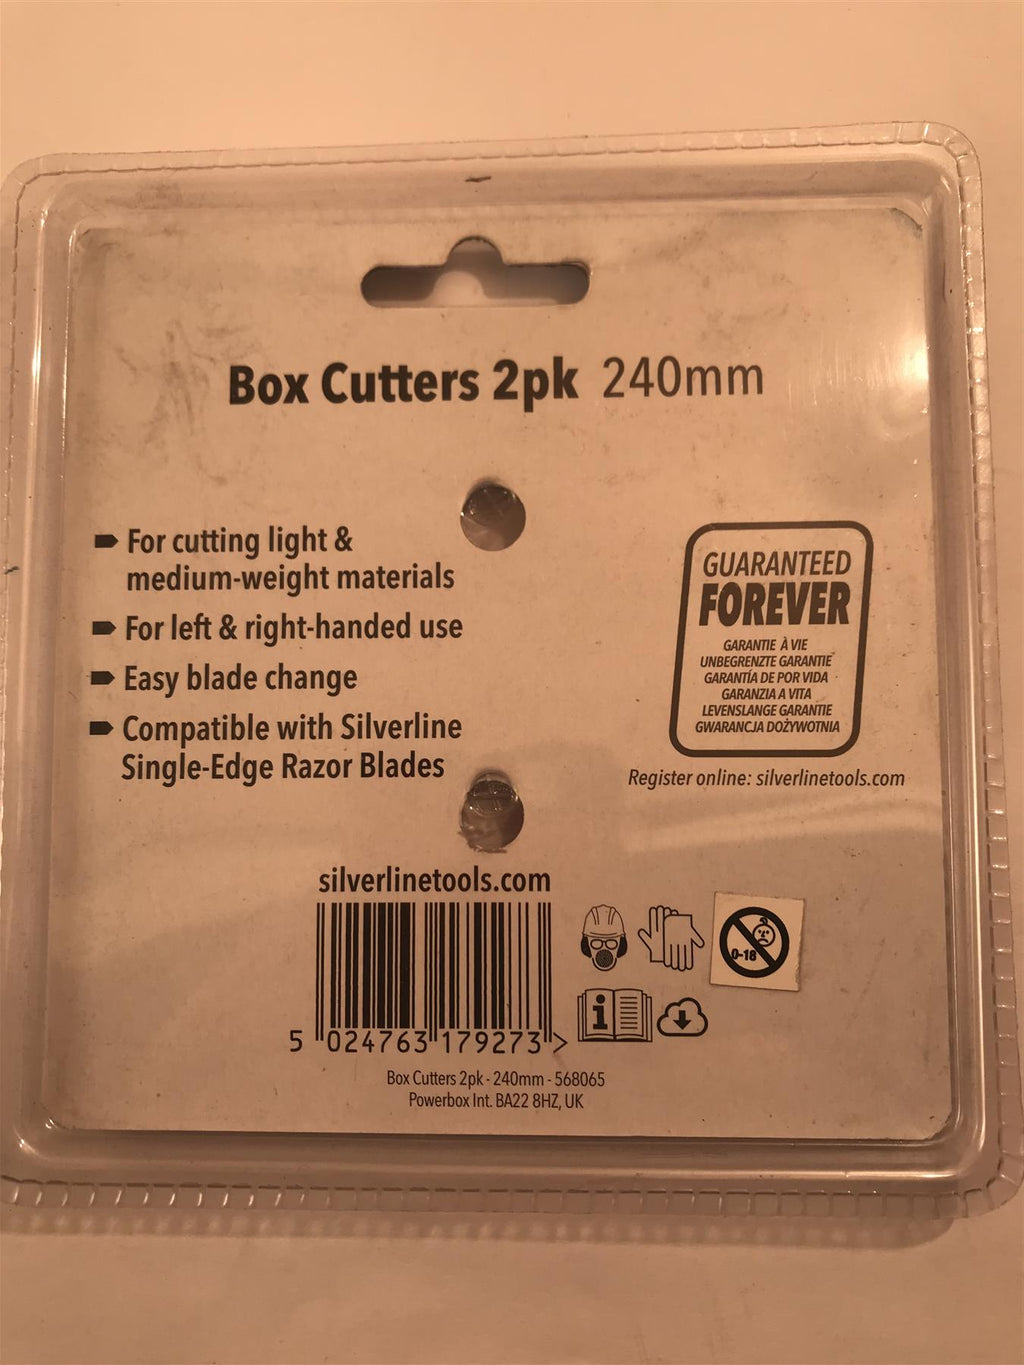 Box Cutters 2pk 240mm
For cutting light &
medium-weight materials
For left & right-handed use
Easy blade change
Compatible with Silverline
Single-Edge Razor Blades
GUARANTEED
FOREVER
GARANTIE À VIE
UNBEGRENZTE GARANTIE
GARANTÍA DE POR VIDA
GARANZIA A VITA
LEVENSLANGE GARANTIE
GWARANCJA DOŻYWOTNIA
Register online: silverlinetools.com
silverlinetools.com
0-18
i
5 024763 179273 >
Box Cutters 2pk - 240mm - 568065
Powerbox Int. BA22 8HZ, UK